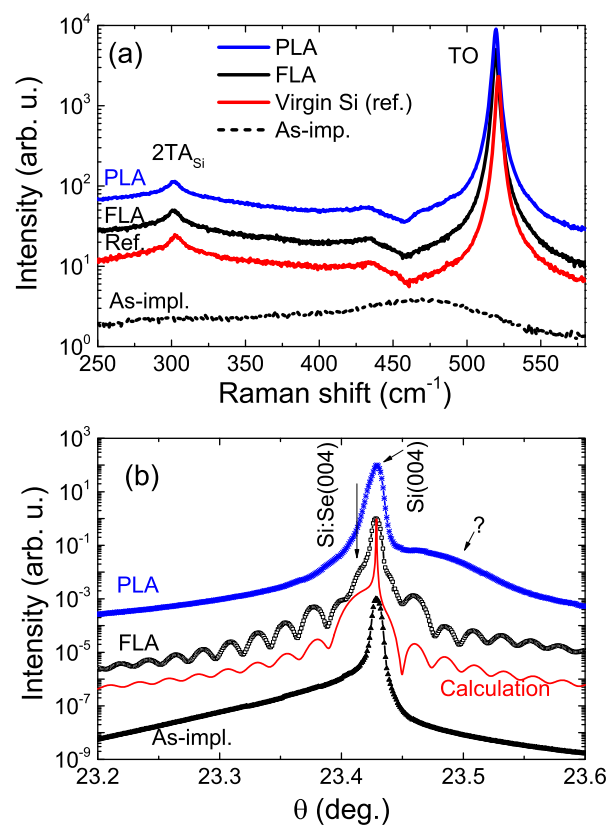 (a)
PLA
FLA
Virgin Si (ref.)
As-imp.
TO
2TA_Si
PLA
FLA
Ref.
As-impl.
Intensity (arb. u.)
10^4
10^3
10^2
10^1
10^0
250 300 350 400 450 500 550
Raman shift (cm^-1)
(b)
Si:Se(004)
Si(004)
?
PLA
FLA
Calculation
As-impl.
Intensity (arb. u.)
10^3
10^1
10^-1
10^-3
10^-5
10^-7
10^-9
23.2 23.3 23.4 23.5 23.6
θ (deg.)